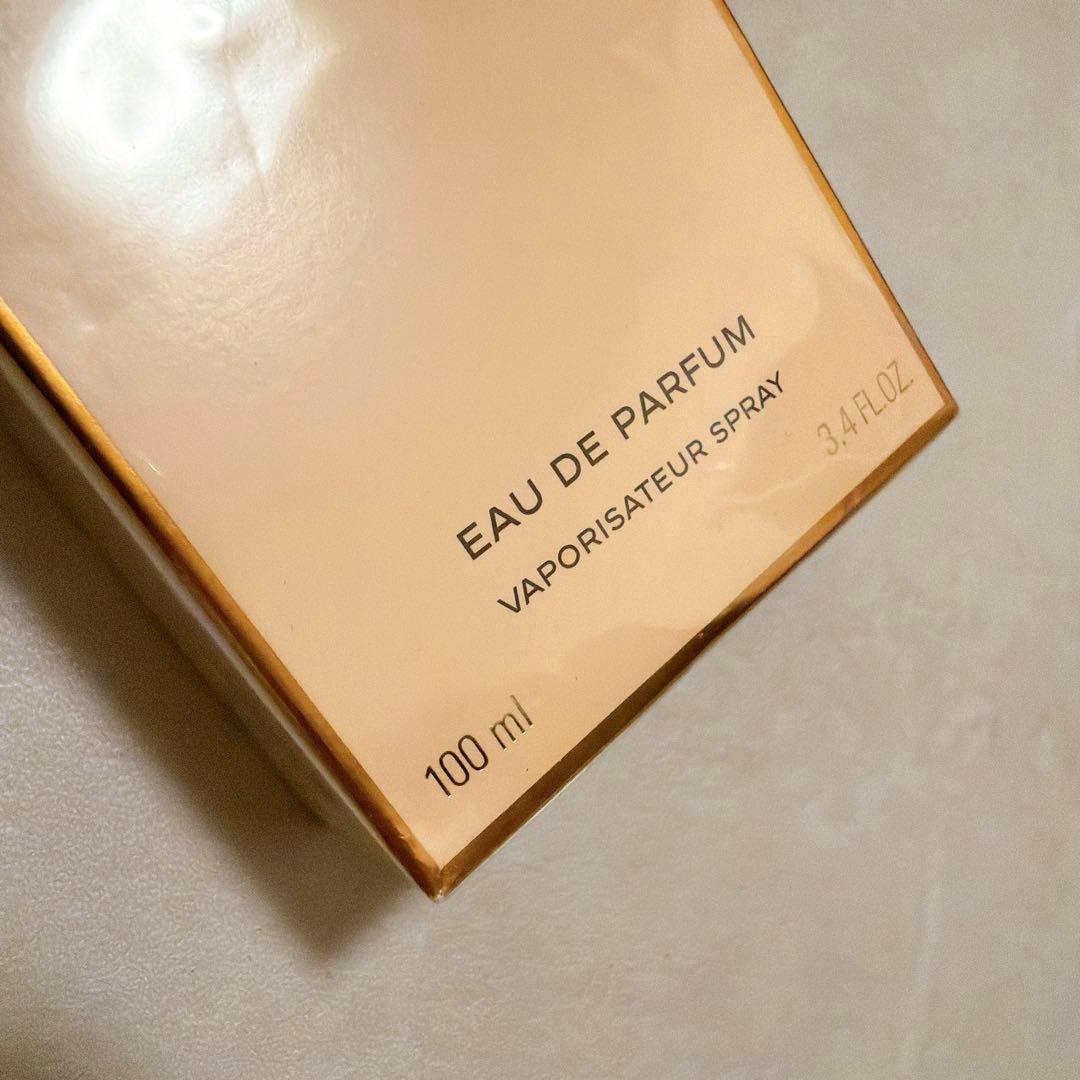 EAU DE PARFUM
VAPORISATEUR SPRAY
100 ml
3.4 FL.OZ.